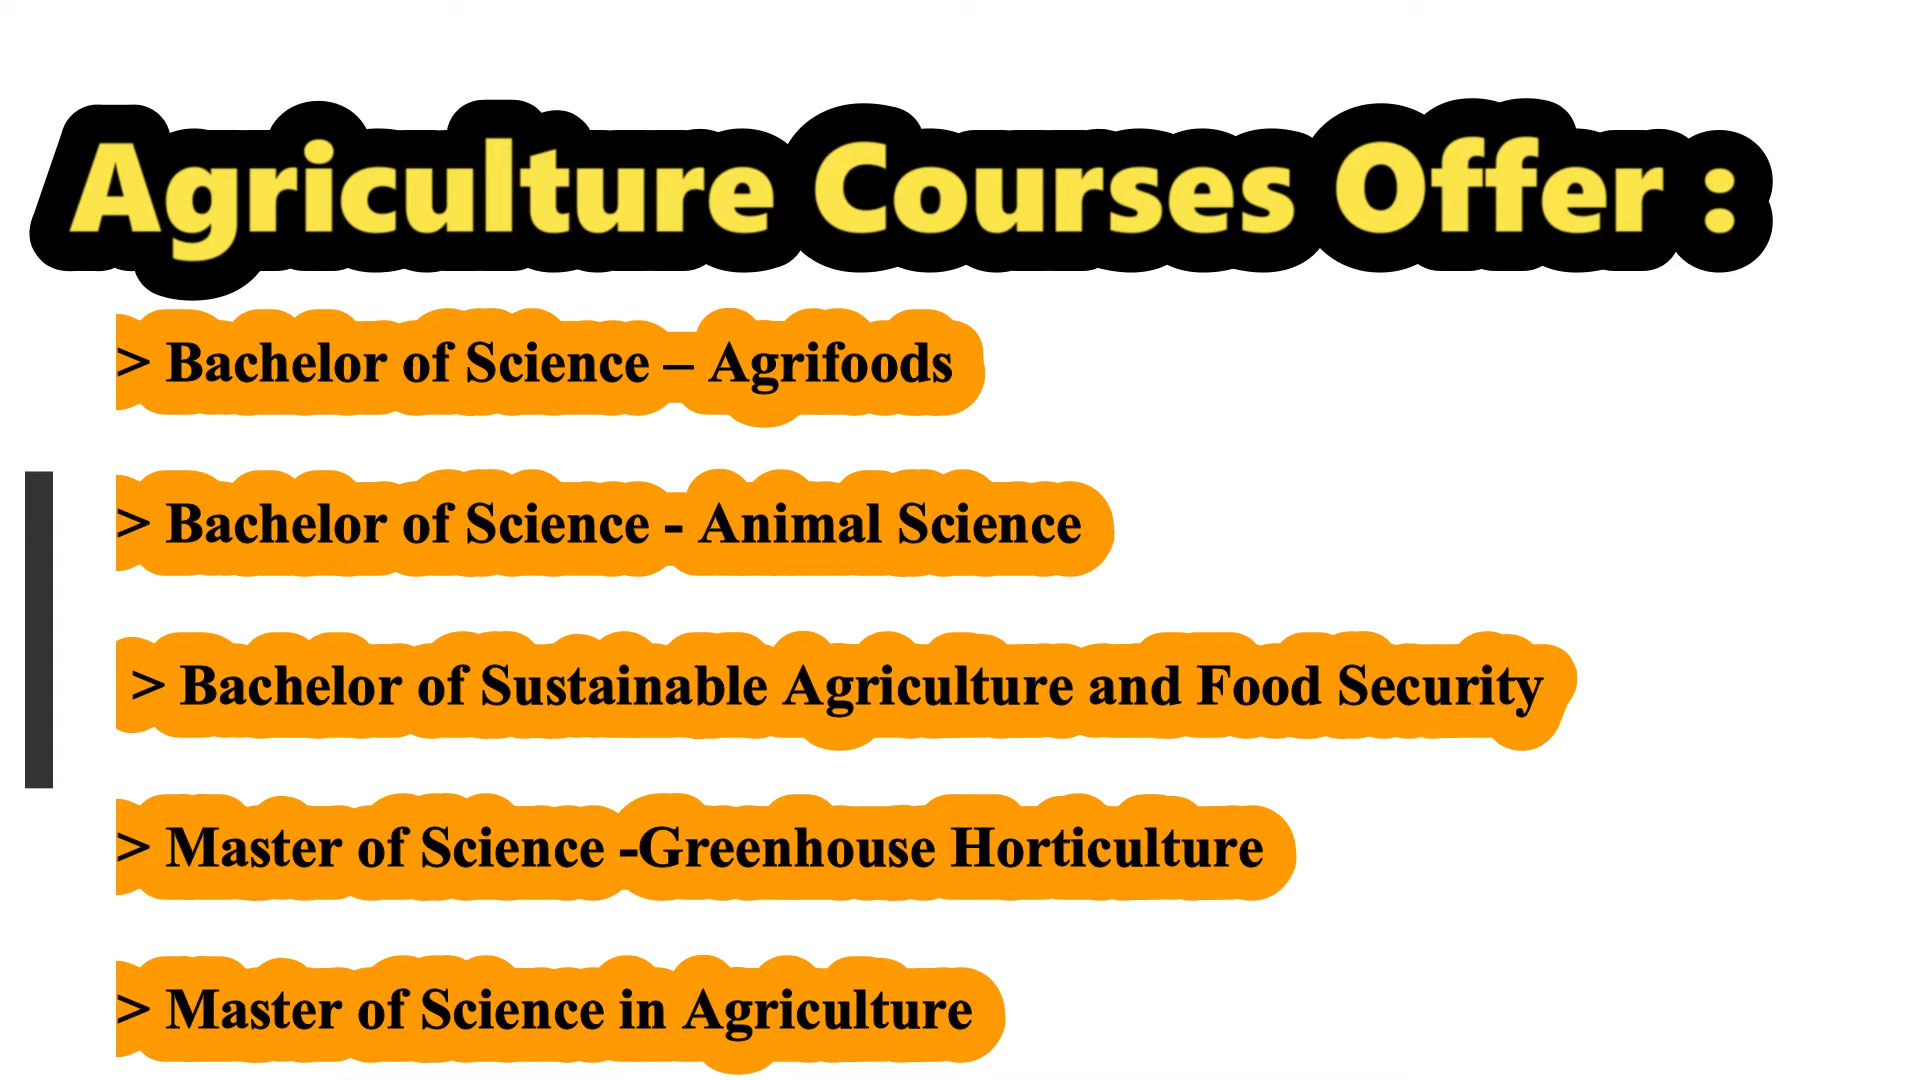 Agriculture Courses Offer :
> Bachelor of Science – Agrifoods
> Bachelor of Science - Animal Science
> Bachelor of Sustainable Agriculture and Food Security
> Master of Science -Greenhouse Horticulture
> Master of Science in Agriculture